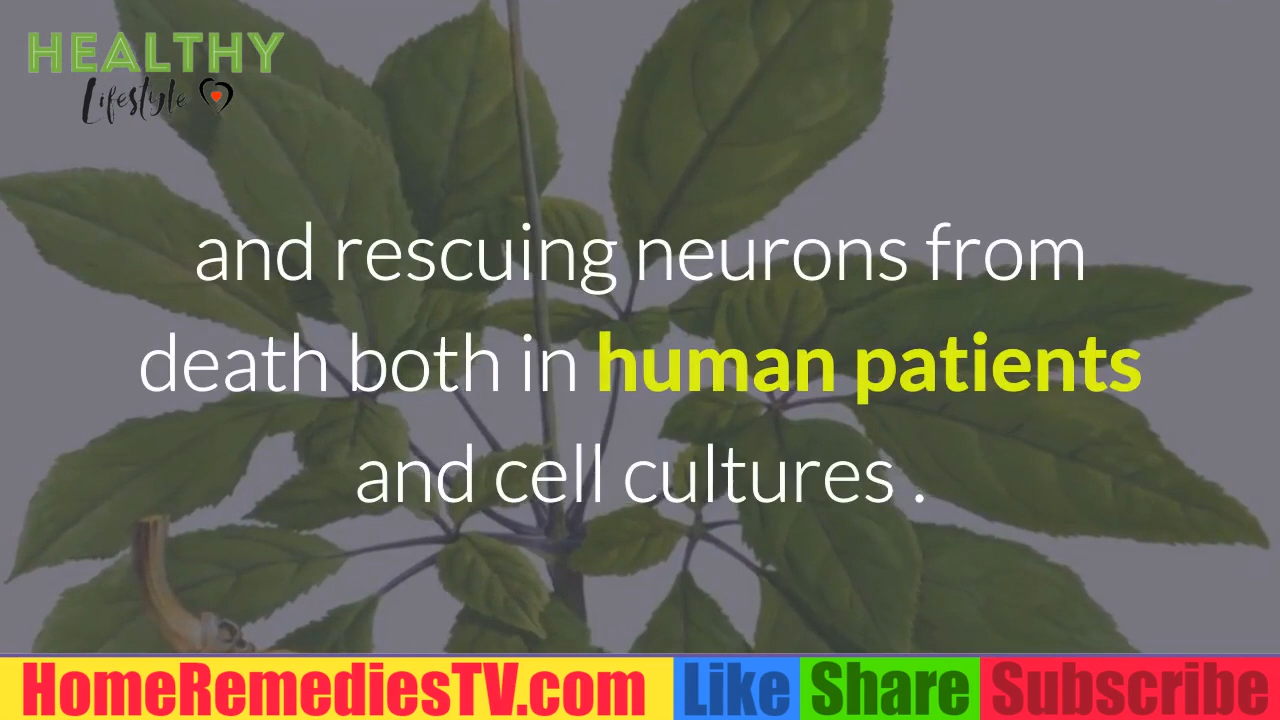 HEALTHY
Lifestyle
and rescuing neurons from
death both in human patients
and cell cultures .
HomeRemediesTV.com Like Share Subscribe